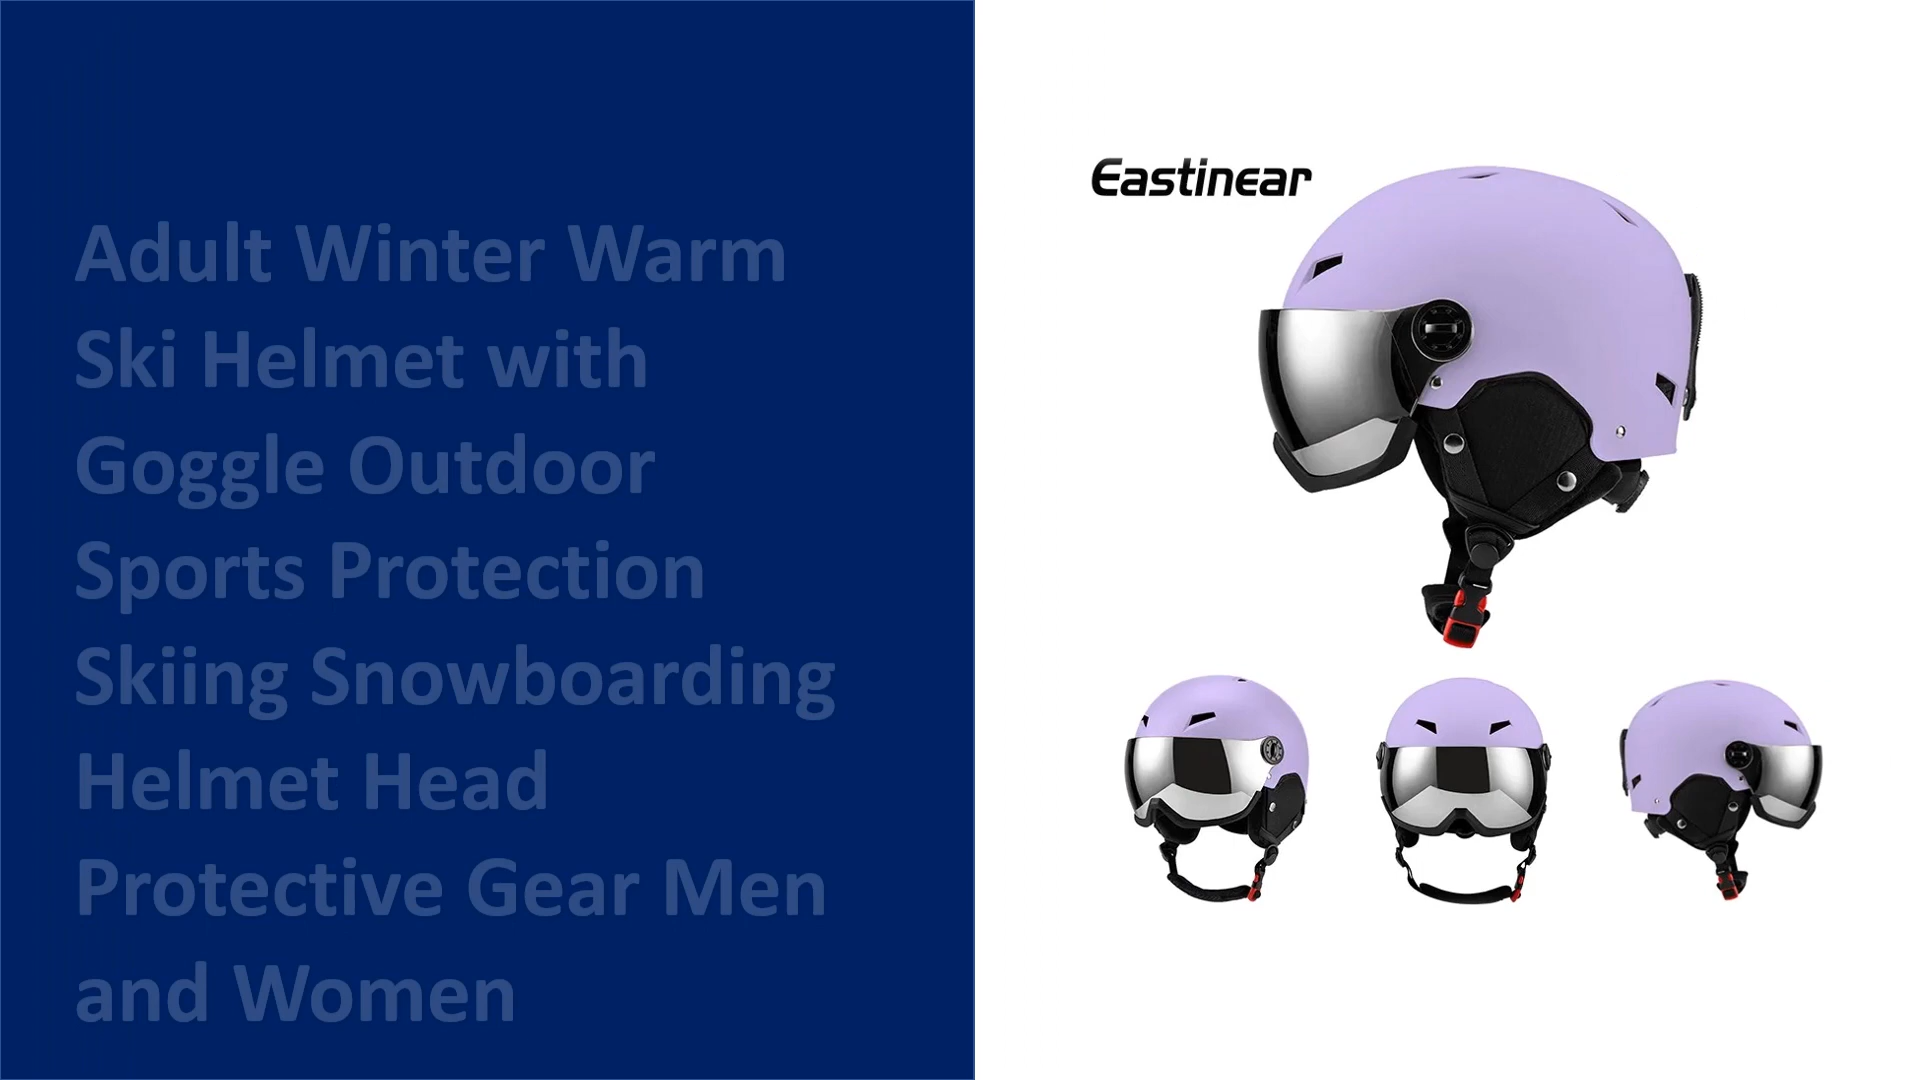 Adult Winter Warm
Ski Helmet with
Goggle Outdoor
Sports Protection
Skiing Snowboarding
Helmet Head
Protective Gear Men
and Women
Eastinear